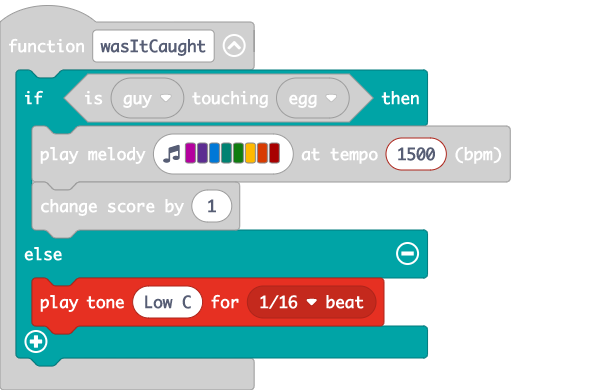 function wasItCaught
if is guy touching egg then
play melody at tempo 1500 (bpm)
change score by 1
else
play tone Low C for 1/16 beat